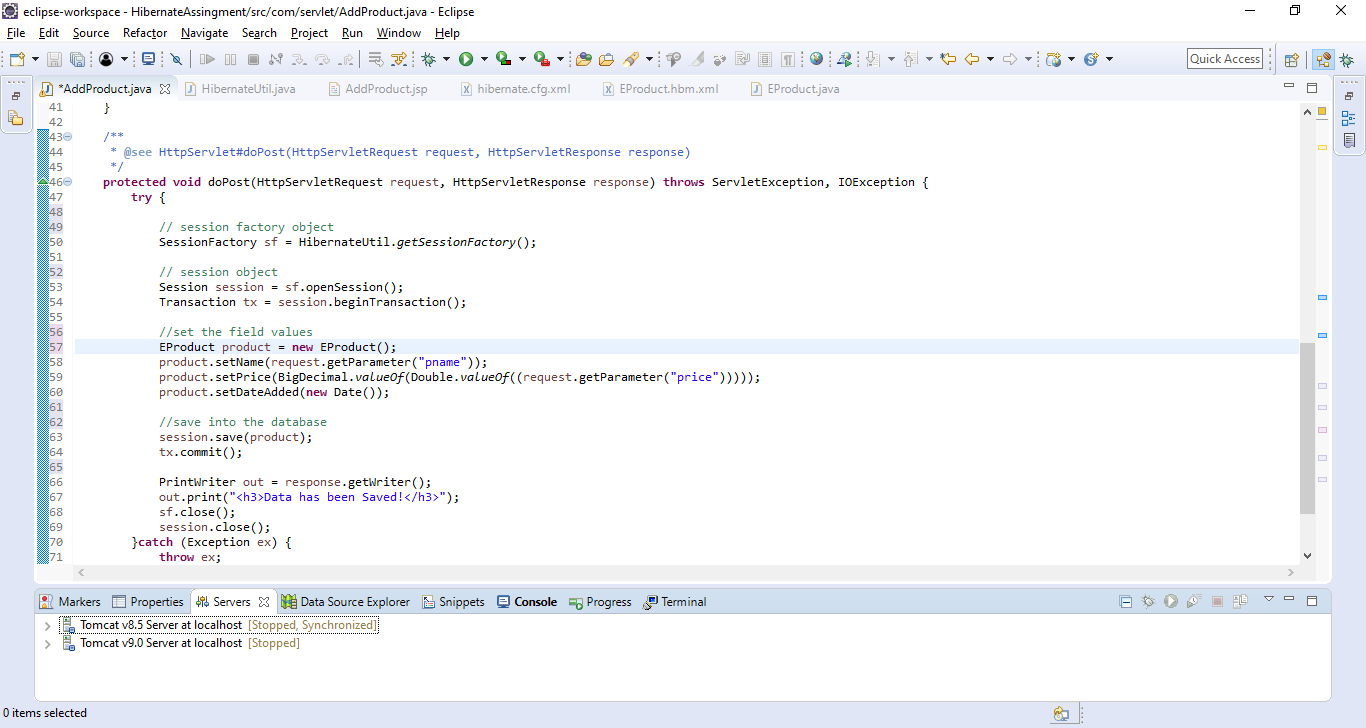 eclipse-workspace - HibernateAssingment/src/com/servlet/AddProduct.java - Eclipse
File Edit Source Refactor Navigate Search Project Run Window Help
Quick Access
*AddProduct.java HibernateUtil.java AddProduct.jsp hibernate.cfg.xml EProduct.hbm.xml EProduct.java
41 }
42
43 /**
44 * @see HttpServlet#doPost(HttpServletRequest request, HttpServletResponse response)
45 */
46 protected void doPost(HttpServletRequest request, HttpServletResponse response) throws ServletException, IOException {
47 try {
48
49 // session factory object
50 SessionFactory sf = HibernateUtil.getSessionFactory();
51
52 // session object
53 Session session = sf.openSession();
54 Transaction tx = session.beginTransaction();
55
56 //set the field values
57 EProduct product = new EProduct();
58 product.setName(request.getParameter("pname"));
59 product.setPrice(BigDecimal.valueOf(Double.valueOf((request.getParameter("price")))));
60 product.setDateAdded(new Date());
61
62 //save into the database
63 session.save(product);
64 tx.commit();
65
66 PrintWriter out = response.getWriter();
67 out.print("<h3>Data has been Saved!</h3>");
68 sf.close();
69 session.close();
70 }catch (Exception ex) {
71 throw ex;
Markers Properties Servers Data Source Explorer Snippets Console Progress Terminal
Tomcat v8.5 Server at localhost [Stopped, Synchronized]
Tomcat v9.0 Server at localhost [Stopped]
0 items selected